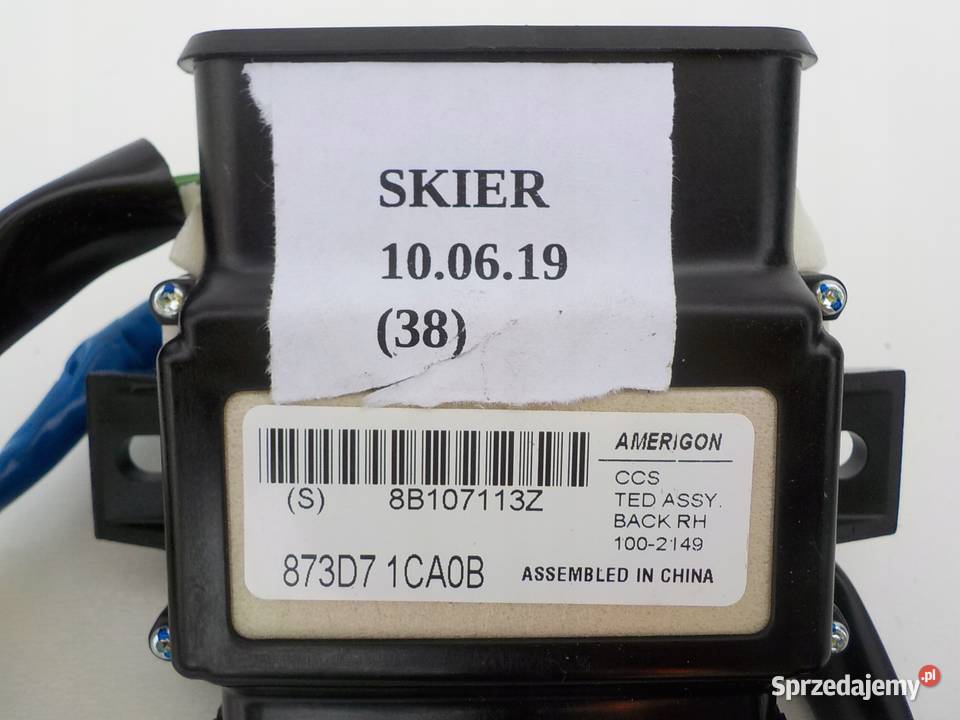 SKIER
10.06.19
(38)
(S) 8B107113Z
873D7 1CA0B
AMERIGON
CCS
TED ASSY.
BACK RH
100-2149
ASSEMBLED IN CHINA
Sprzedajemy.pl